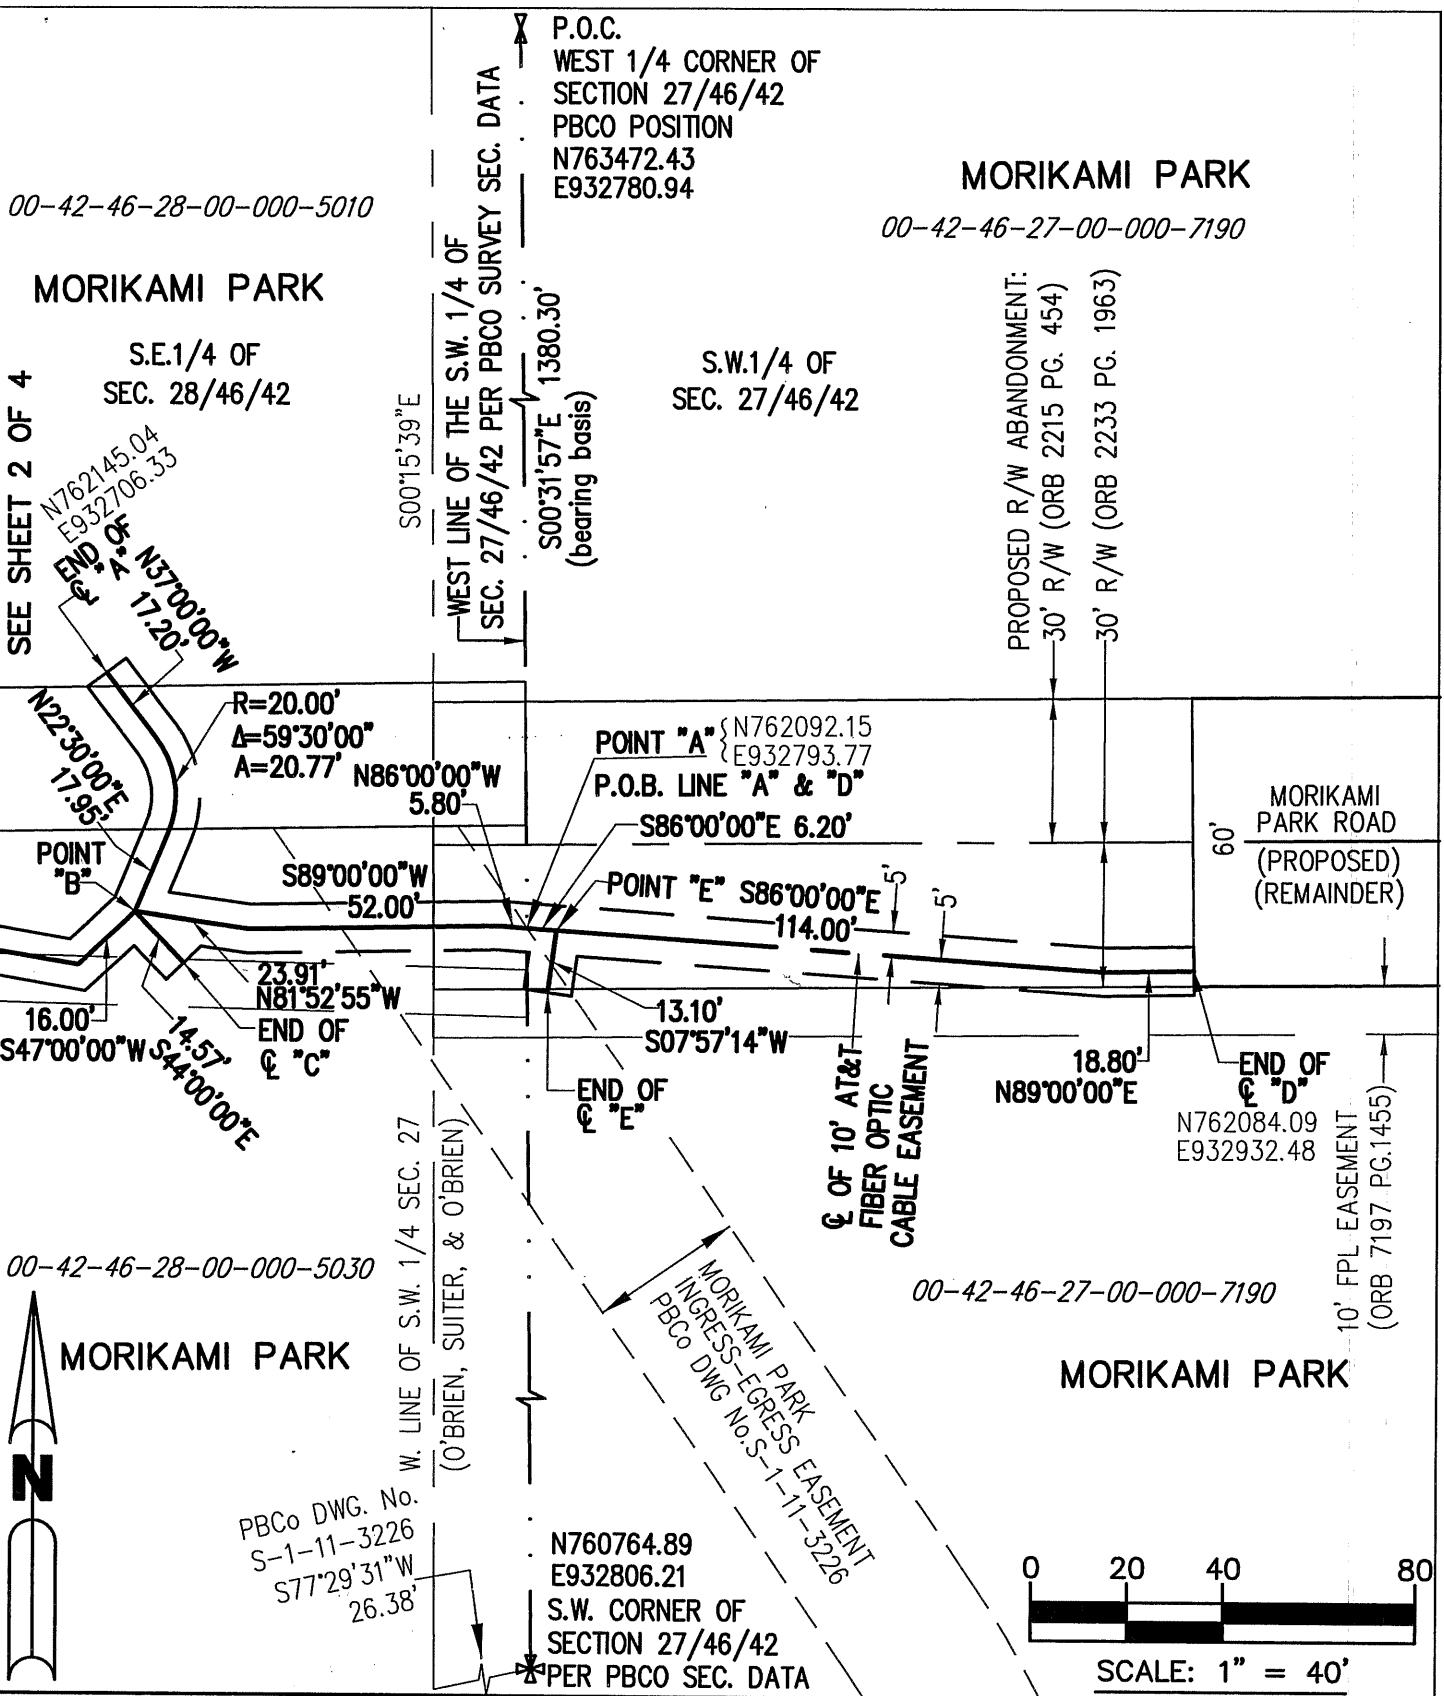 P.O.C.
WEST 1/4 CORNER OF
SECTION 27/46/42
PBCO POSITION
N763472.43
E932780.94
MORIKAMI PARK
00-42-46-27-00-000-7190
00-42-46-28-00-000-5010
MORIKAMI PARK
S.E.1/4 OF
SEC. 28/46/42
S.W.1/4 OF
SEC. 27/46/42
SEE SHEET 2 OF 4
S00°15'39"E
WEST LINE OF THE S.W. 1/4 OF
SEC. 27/46/42 PER PBCO SURVEY SEC. DATA
S00°31'57"E 1380.30'
(bearing basis)
PROPOSED R/W ABANDONMENT:
30' R/W (ORB 2215 PG. 454)
30' R/W (ORB 2233 PG. 1963)
N762145.04
E932706.33
END OF
℄ "A"
N37°00'00"W
17.20'
N22°30'00"E
17.95'
R=20.00'
Δ=59°30'00"
A=20.77'
N86°00'00"W
5.80'
POINT "A"
N762092.15
E932793.77
P.O.B. LINE "A" & "D"
S86°00'00"E 6.20'
MORIKAMI
PARK ROAD
(PROPOSED)
(REMAINDER)
60'
POINT
"B"
S89°00'00"W
52.00'
POINT "E"
S86°00'00"E
114.00'
5'
5'
23.91'
N81°52'55"W
16.00'
S47°00'00"W
14.57'
S44°00'00"E
END OF
℄ "C"
13.10'
S07°57'14"W
END OF
℄ "E"
℄ OF 10' AT&T
FIBER OPTIC
CABLE EASEMENT
18.80'
N89°00'00"E
END OF
℄ "D"
N762084.09
E932932.48
10' FPL EASEMENT
(ORB 7197 PG.1455)
W. LINE OF S.W. 1/4 SEC. 27
(O'BRIEN, SUITER, & O'BRIEN)
00-42-46-28-00-000-5030
MORIKAMI PARK
00-42-46-27-00-000-7190
MORIKAMI PARK
MORIKAMI PARK
INGRESS-EGRESS EASEMENT
PBCo DWG No.S-1-11-3226
N
PBCo DWG. No.
S-1-11-3226
S77°29'31"W
26.38'
N760764.89
E932806.21
S.W. CORNER OF
SECTION 27/46/42
PER PBCO SEC. DATA
0 20 40 80
SCALE: 1" = 40'